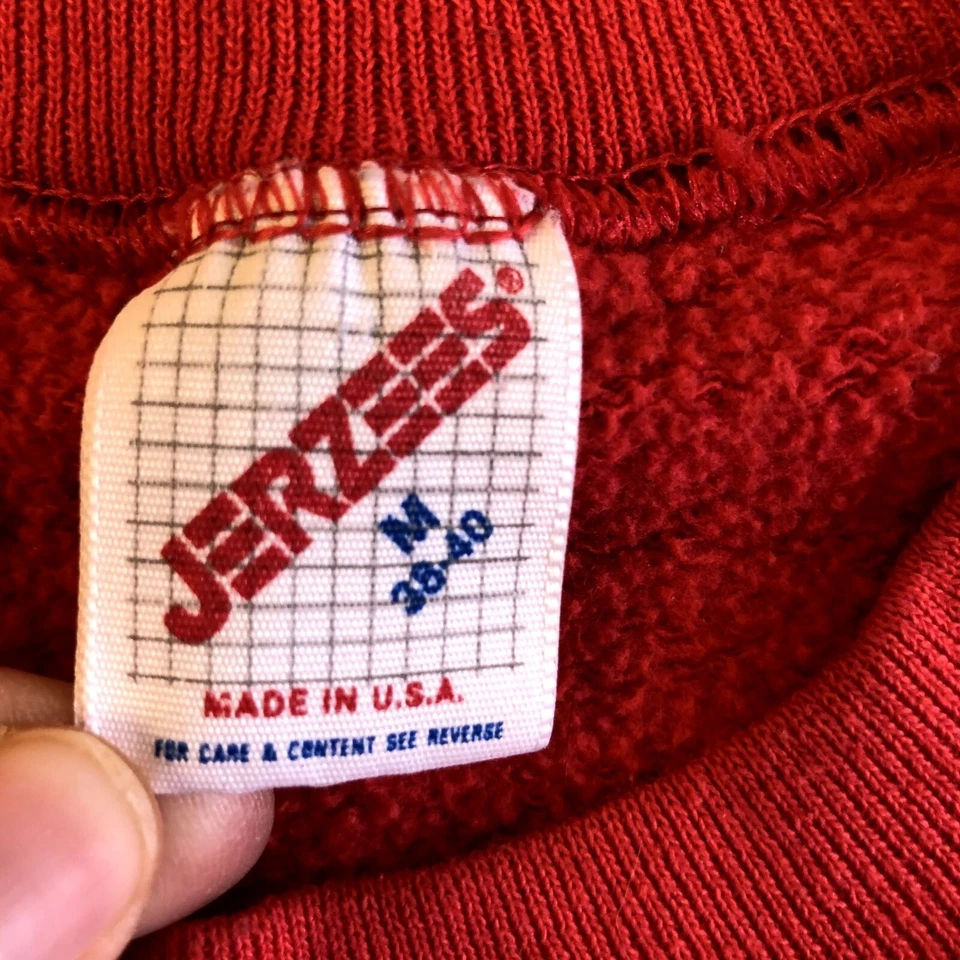 JERZEES®
M
38-40
MADE IN U.S.A.
FOR CARE & CONTENT SEE REVERSE